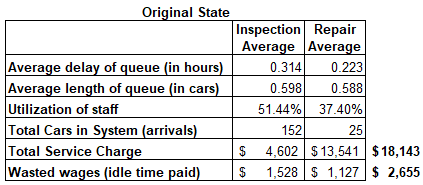 Original State
Inspection Average Repair Average
Average delay of queue (in hours) 0.314 0.223
Average length of queue (in cars) 0.598 0.588
Utilization of staff 51.44% 37.40%
Total Cars in System (arrivals) 152 25
Total Service Charge $ 4,602 $13,541 $18,143
Wasted wages (idle time paid) $ 1,528 $ 1,127 $ 2,655